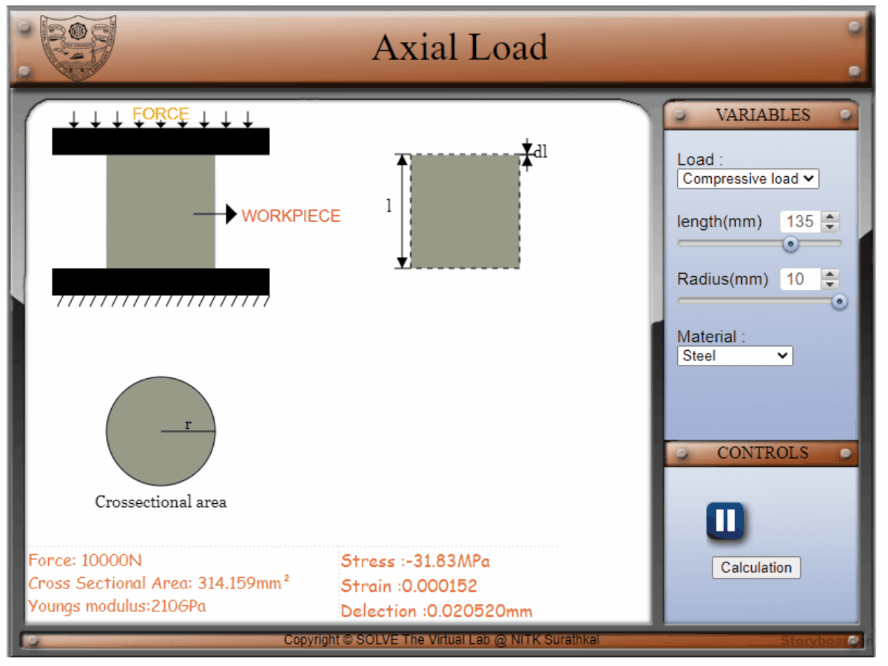 Axial Load
FORCE
WORKPIECE
l
dl
r
Crossectional area
Force: 10000N
Cross Sectional Area: 314.159mm²
Youngs modulus:210GPa
Stress :-31.83MPa
Strain :0.000152
Delection :0.020520mm
VARIABLES
Load :
Compressive load
length(mm) 135
Radius(mm) 10
Material :
Steel
CONTROLS
Calculation
Copyright © SOLVE The Virtual Lab @ NITK Surathkal